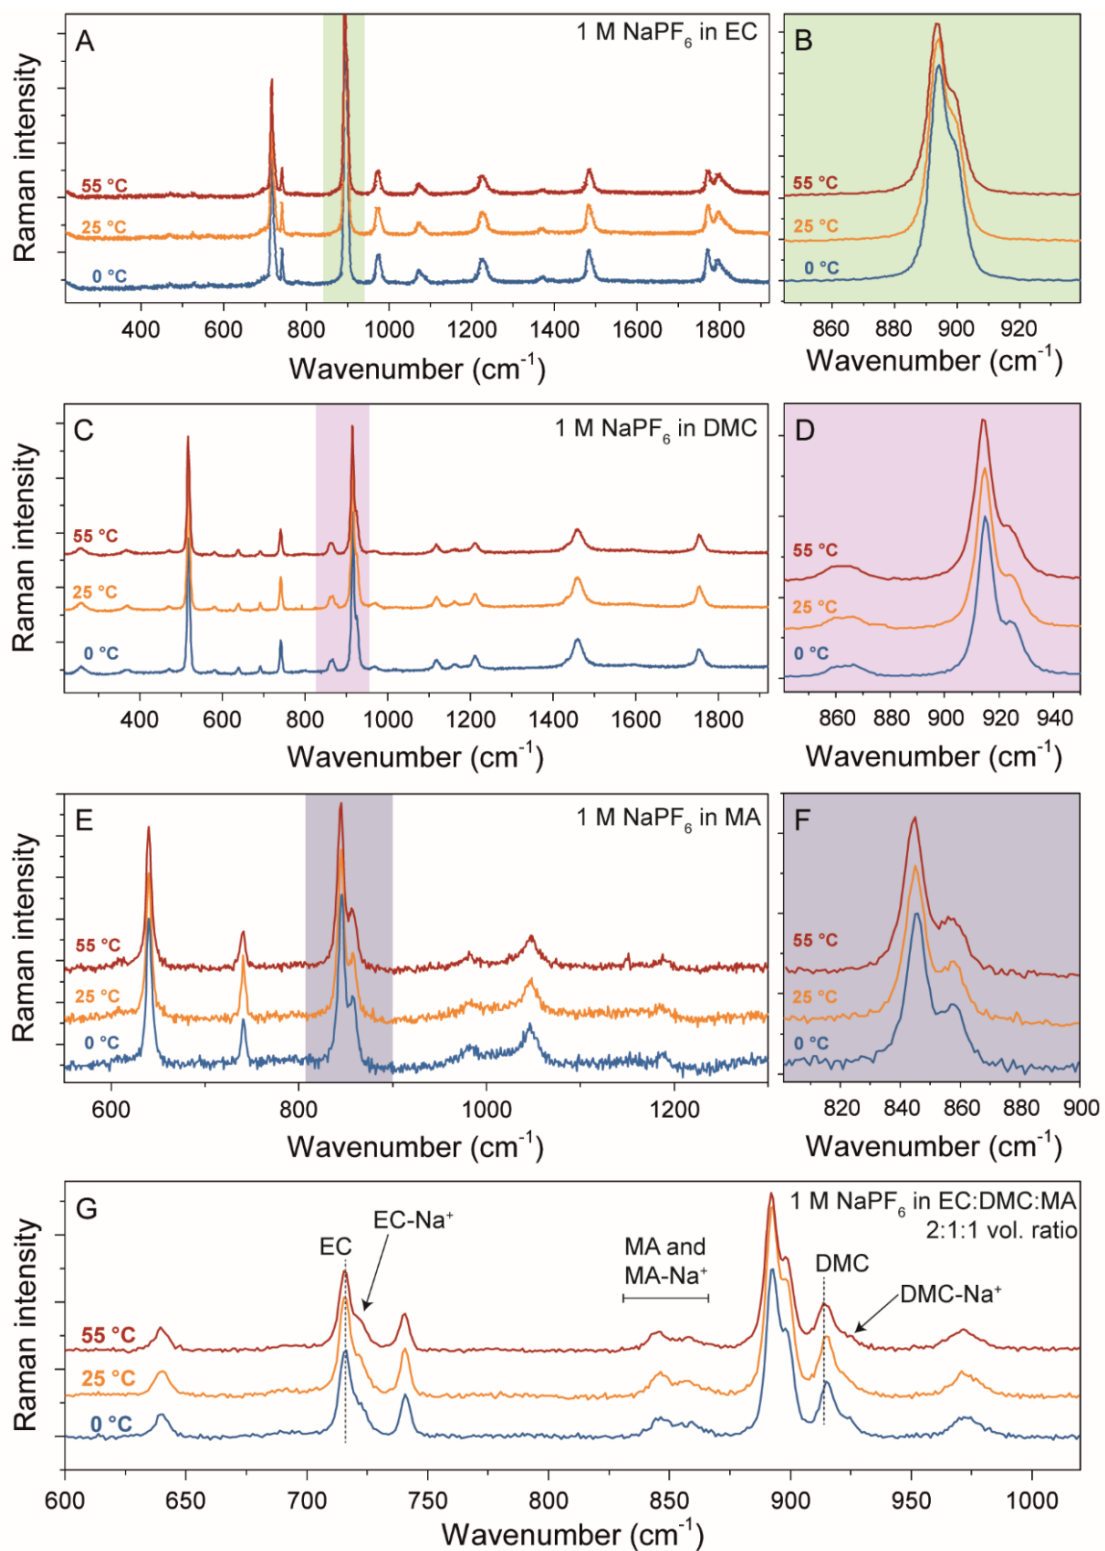 A
1 M NaPF6 in EC
B
Raman intensity
55 °C
25 °C
0 °C
55 °C
25 °C
0 °C
400 600 800 1000 1200 1400 1600 1800
860 880 900 920
Wavenumber (cm-1)
Wavenumber (cm-1)
C
1 M NaPF6 in DMC
D
Raman intensity
55 °C
25 °C
0 °C
55 °C
25 °C
0 °C
400 600 800 1000 1200 1400 1600 1800
860 880 900 920 940
Wavenumber (cm-1)
Wavenumber (cm-1)
E
1 M NaPF6 in MA
F
Raman intensity
55 °C
25 °C
0 °C
55 °C
25 °C
0 °C
600 800 1000 1200
820 840 860 880 900
Wavenumber (cm-1)
Wavenumber (cm-1)
G
1 M NaPF6 in EC:DMC:MA
2:1:1 vol. ratio
Raman intensity
EC-Na+
EC
MA and
MA-Na+
DMC
DMC-Na+
55 °C
25 °C
0 °C
600 650 700 750 800 850 900 950 1000
Wavenumber (cm-1)